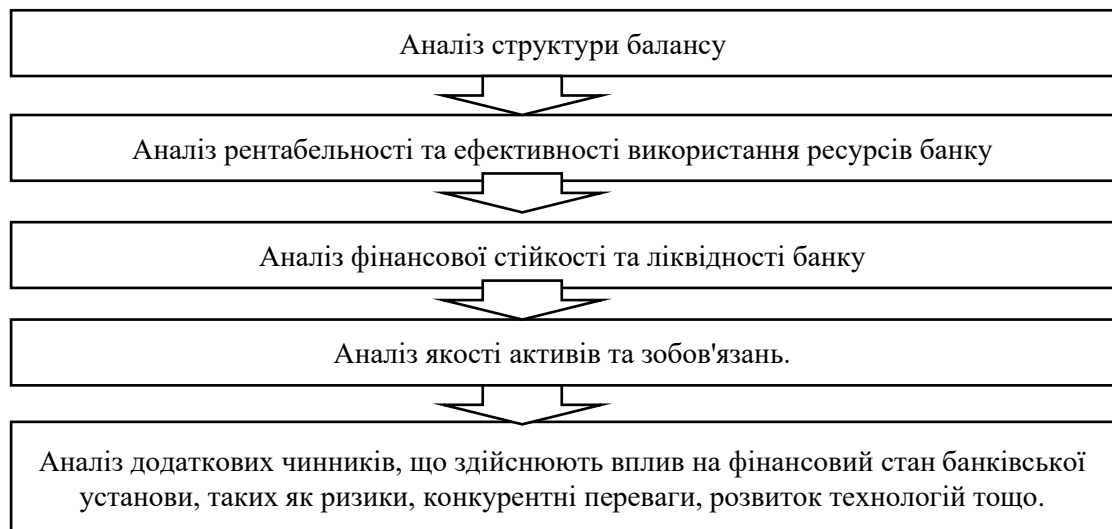 Аналіз структури балансу
Аналіз рентабельності та ефективності використання ресурсів банку
Аналіз фінансової стійкості та ліквідності банку
Аналіз якості активів та зобов'язань.
Аналіз додаткових чинників, що здійснюють вплив на фінансовий стан банківської
установи, таких як ризики, конкурентні переваги, розвиток технологій тощо.